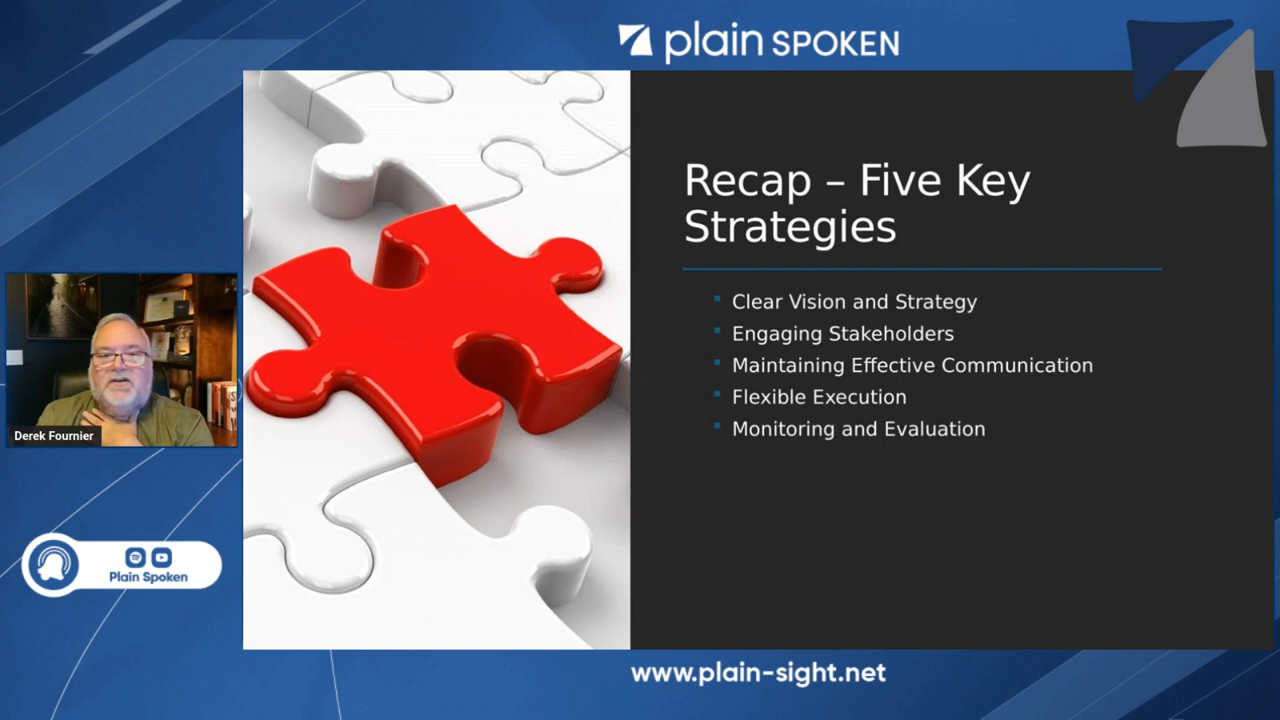 plain SPOKEN
Recap – Five Key
Strategies
Clear Vision and Strategy
Engaging Stakeholders
Maintaining Effective Communication
Flexible Execution
Monitoring and Evaluation
Derek Fournier
Plain Spoken
www.plain-sight.net